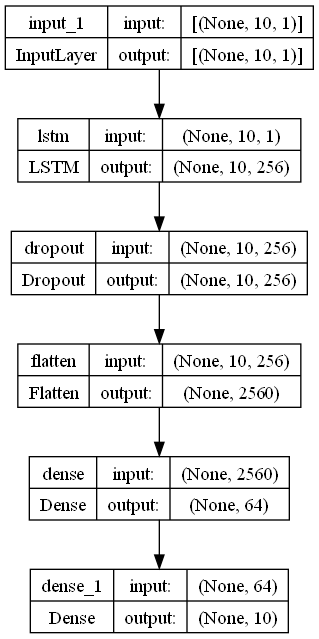 input_1 input: [(None, 10, 1)]
InputLayer output: [(None, 10, 1)]
lstm input: (None, 10, 1)
LSTM output: (None, 10, 256)
dropout input: (None, 10, 256)
Dropout output: (None, 10, 256)
flatten input: (None, 10, 256)
Flatten output: (None, 2560)
dense input: (None, 2560)
Dense output: (None, 64)
dense_1 input: (None, 64)
Dense output: (None, 10)